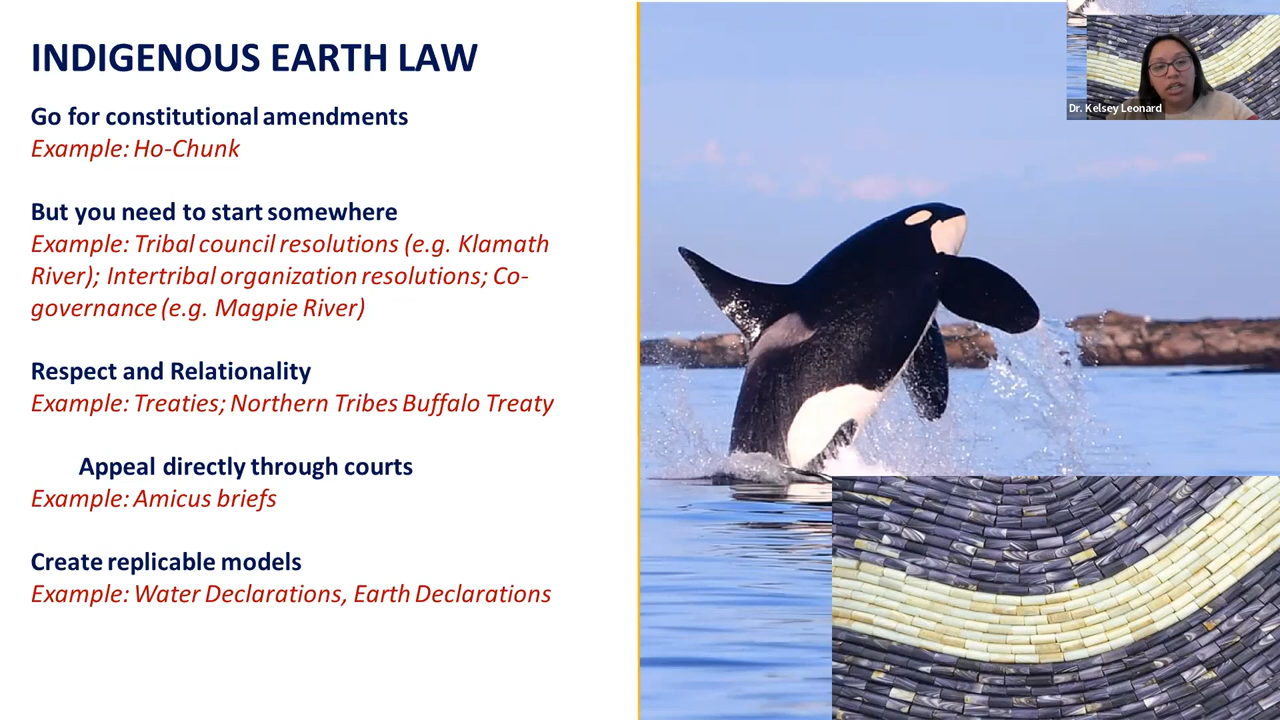 INDIGENOUS EARTH LAW
Go for constitutional amendments
Example: Ho-Chunk
But you need to start somewhere
Example: Tribal council resolutions (e.g. Klamath
River); Intertribal organization resolutions; Co-
governance (e.g. Magpie River)
Respect and Relationality
Example: Treaties; Northern Tribes Buffalo Treaty
Appeal directly through courts
Example: Amicus briefs
Create replicable models
Example: Water Declarations, Earth Declarations
Dr. Kelsey Leonard